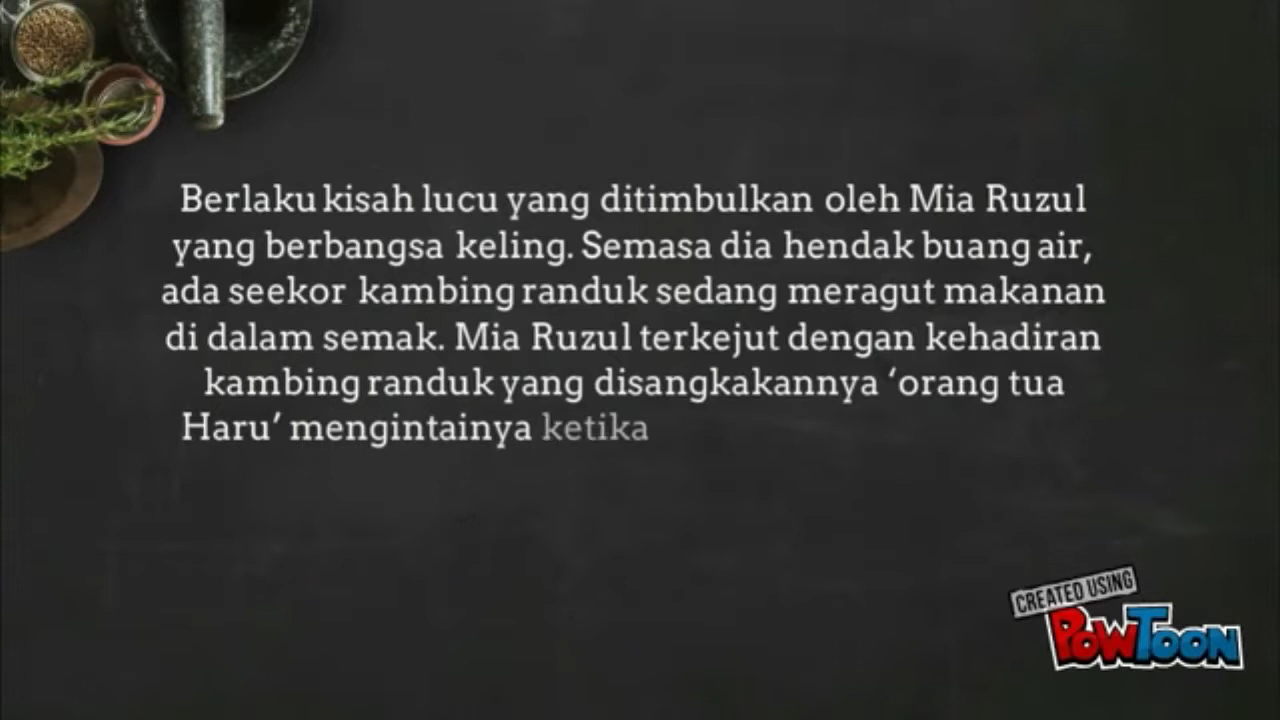 Berlaku kisah lucu yang ditimbulkan oleh Mia Ruzul
yang berbangsa keling. Semasa dia hendak buang air,
ada seekor kambing randuk sedang meragut makanan
di dalam semak. Mia Ruzul terkejut dengan kehadiran
kambing randuk yang disangkakannya ‘orang tua
Haru’ mengintainya ketika
CREATED USING
POWTOON